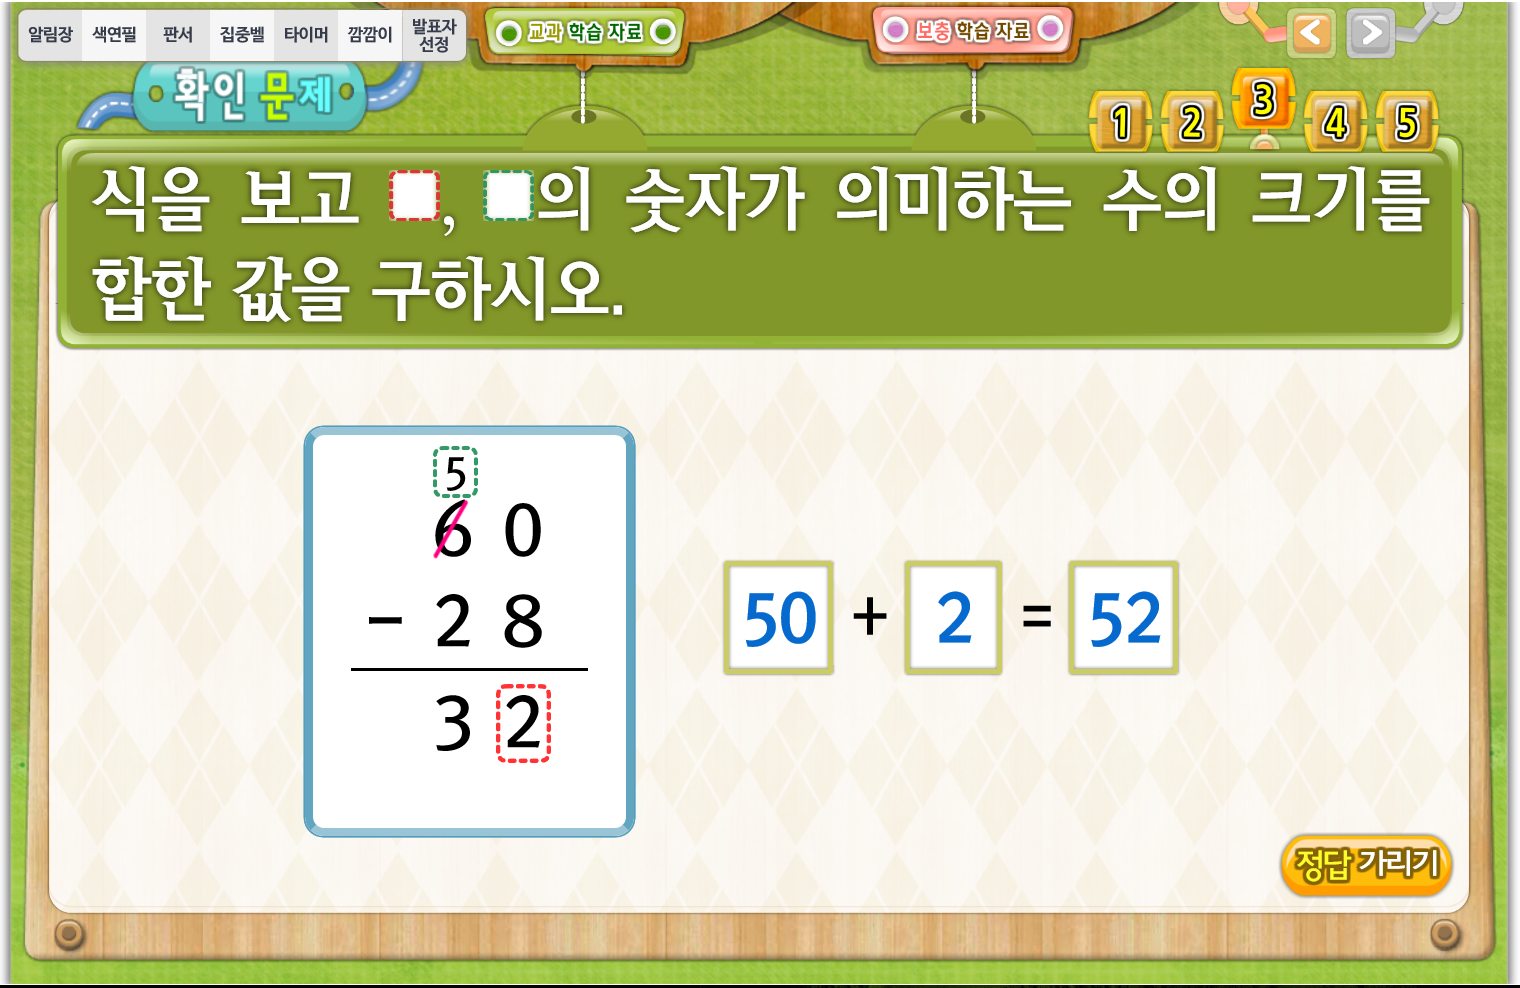 알림장 색연필 판서 집중벨 타이머 깜깜이 발표자 선정
교과 학습 자료
보충 학습 자료
확인 문제
1 2 3 4 5
식을 보고 □, □의 숫자가 의미하는 수의 크기를
합한 값을 구하시오.
5
6 0
- 2 8
3 2
50 + 2 = 52
정답 가리기